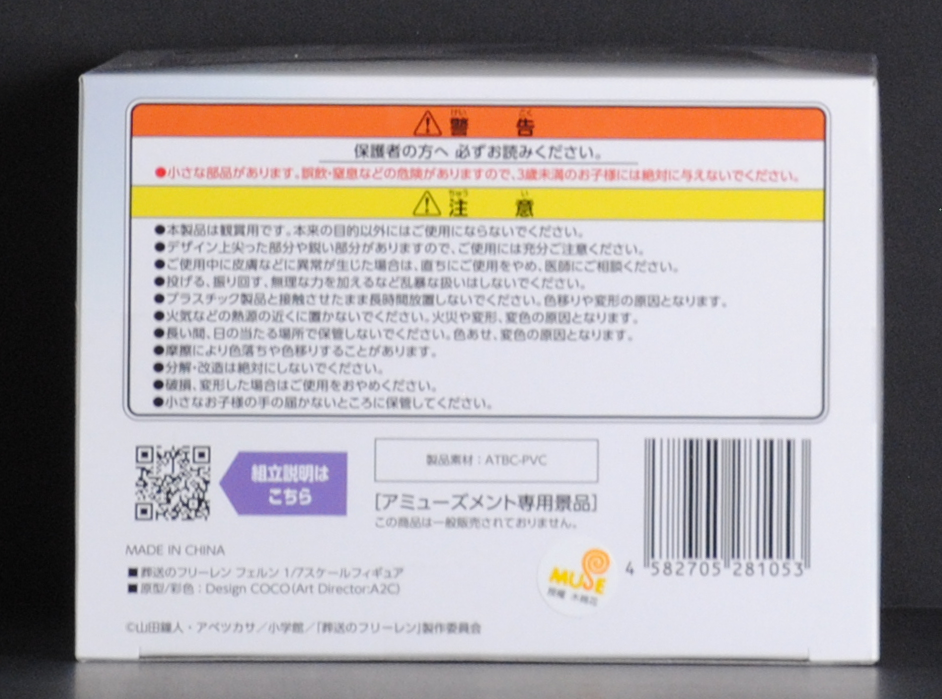 警告
保護者の方へ 必ずお読みください。
●小さな部品があります。誤飲・窒息などの危険がありますので、3歳未満のお子様には絶対に与えないでください。
注意
●本製品は観賞用です。本来の目的以外にはご使用にならないでください。
●デザイン上尖った部分や鋭い部分がありますので、ご使用には充分ご注意ください。
●ご使用中に皮膚などに異常が生じた場合は、直ちにご使用をやめ、医師にご相談ください。
●投げる、振り回す、無理な力を加えるなど乱暴な扱いはしないでください。
●プラスチック製品と接触させたまま長時間放置しないでください。色移りや変形の原因となります。
●火気などの熱源の近くに置かないでください。火災や変形、変色の原因となります。
●長い間、日の当たる場所で保管しないでください。色あせ、変色の原因となります。
●摩擦により色落ちや色移りすることがあります。
●分解・改造は絶対にしないでください。
●破損、変形した場合はご使用をおやめください。
●小さなお子様の手の届かないところに保管してください。
組立説明は
こちら
製品素材：ATBC-PVC
[アミューズメント専用景品]
この商品は一般販売されておりません。
MADE IN CHINA
■葬送のフリーレン フェルン 1/7スケールフィギュア
■原型/彩色：Design COCO(Art Director:A2C)
©山田鐘人・アベツカサ／小学館／「葬送のフリーレン」製作委員会
MUSE
授權 木棉花
4 582705 281053